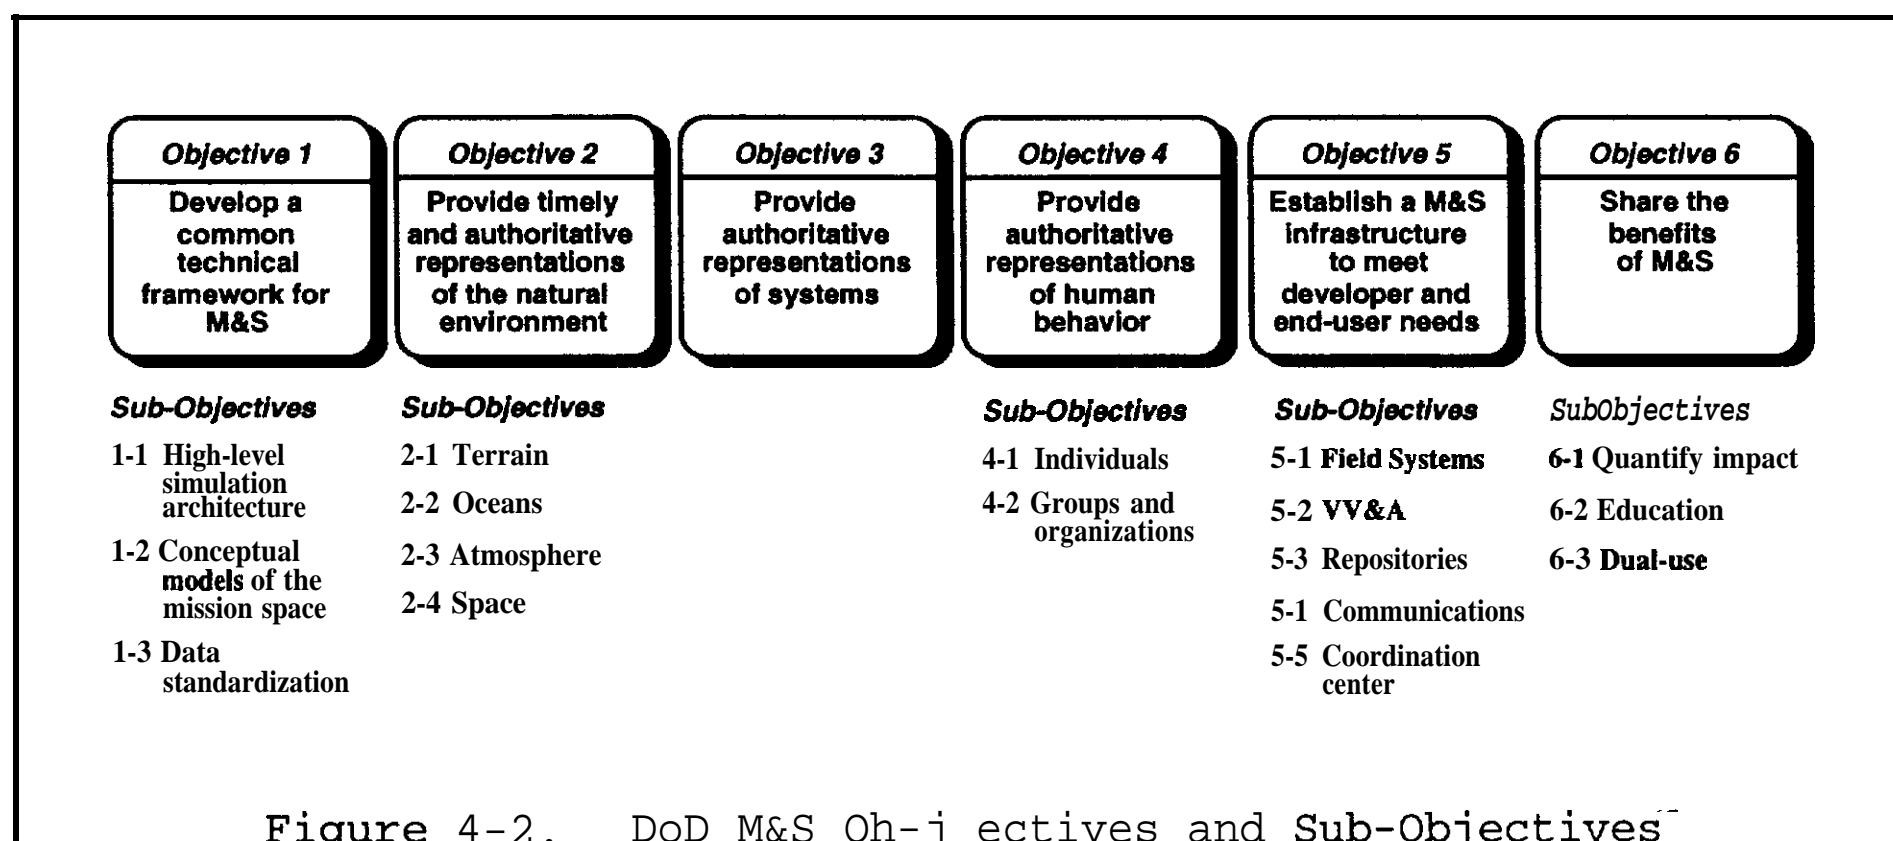 Objective 1
Develop a
common
technical
framework for
M&S
Objective 2
Provide timely
and authoritative
representations
of the natural
environment
Objective 3
Provide
authoritative
representations
of systems
Objective 4
Provide
authoritative
representations
of human
behavior
Objective 5
Establish a M&S
infrastructure
to meet
developer and
end-user needs
Objective 6
Share the
benefits
of M&S
Sub-Objectives
1-1 High-level
simulation
architecture
1-2 Conceptual
models of the
mission space
1-3 Data
standardization
Sub-Objectives
2-1 Terrain
2-2 Oceans
2-3 Atmosphere
2-4 Space
Sub-Objectives
4-1 Individuals
4-2 Groups and
organizations
Sub-Objectives
5-1 Field Systems
5-2 VV&A
5-3 Repositories
5-1 Communications
5-5 Coordination
center
SubObjectives
6-1 Quantify impact
6-2 Education
6-3 Dual-use
Figure 4-2. DoD M&S Oh-j ectives and Sub-Objectives